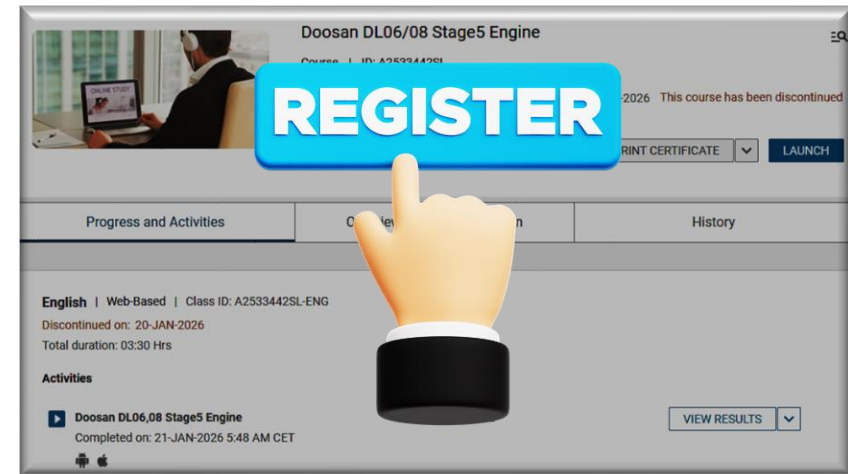 Doosan DL06/08 Stage5 Engine
REGISTER
-2026 This course has been discontinued
CERTIFICATE
LAUNCH
Progress and Activities
History
English | Web-Based | Class ID: A2533442SL-ENG
Discontinued on: 20-JAN-2026
Total duration: 03:30 Hrs
Activities
Doosan DL06,08 Stage5 Engine
VIEW RESULTS
Completed on: 21-JAN-2026 5:48 AM CET